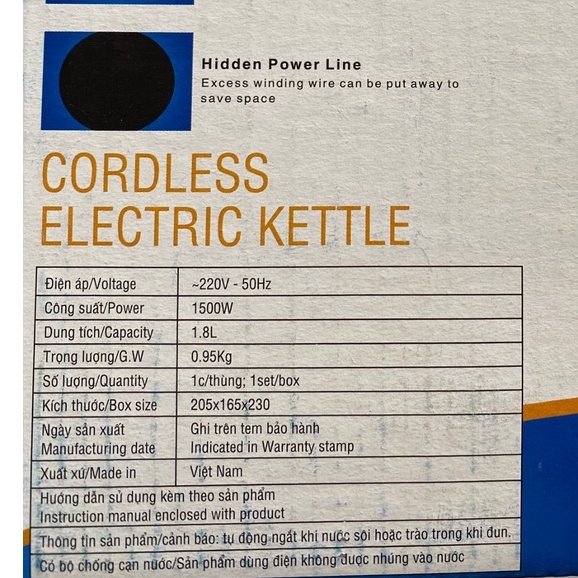 Hidden Power Line
Excess winding wire can be put away to
save space
CORDLESS
ELECTRIC KETTLE
Điện áp/Voltage ~220V - 50Hz
Công suất/Power 1500W
Dung tích/Capacity 1.8L
Trọng lượng/G.W 0.95Kg
Số lượng/Quantity 1c/thùng; 1set/box
Kích thước/Box size 205x165x230
Ngày sản xuất Ghi trên tem bảo hành
Manufacturing date Indicated in Warranty stamp
Xuất xứ/Made in Việt Nam
Hướng dẫn sử dụng kèm theo sản phẩm
Instruction manual enclosed with product
Thông tin sản phẩm/cảnh báo: tự động ngắt khi nước sôi hoặc trào trong khi đun.
Có bộ chống cạn nước/Sản phẩm dùng điện không được nhúng vào nước